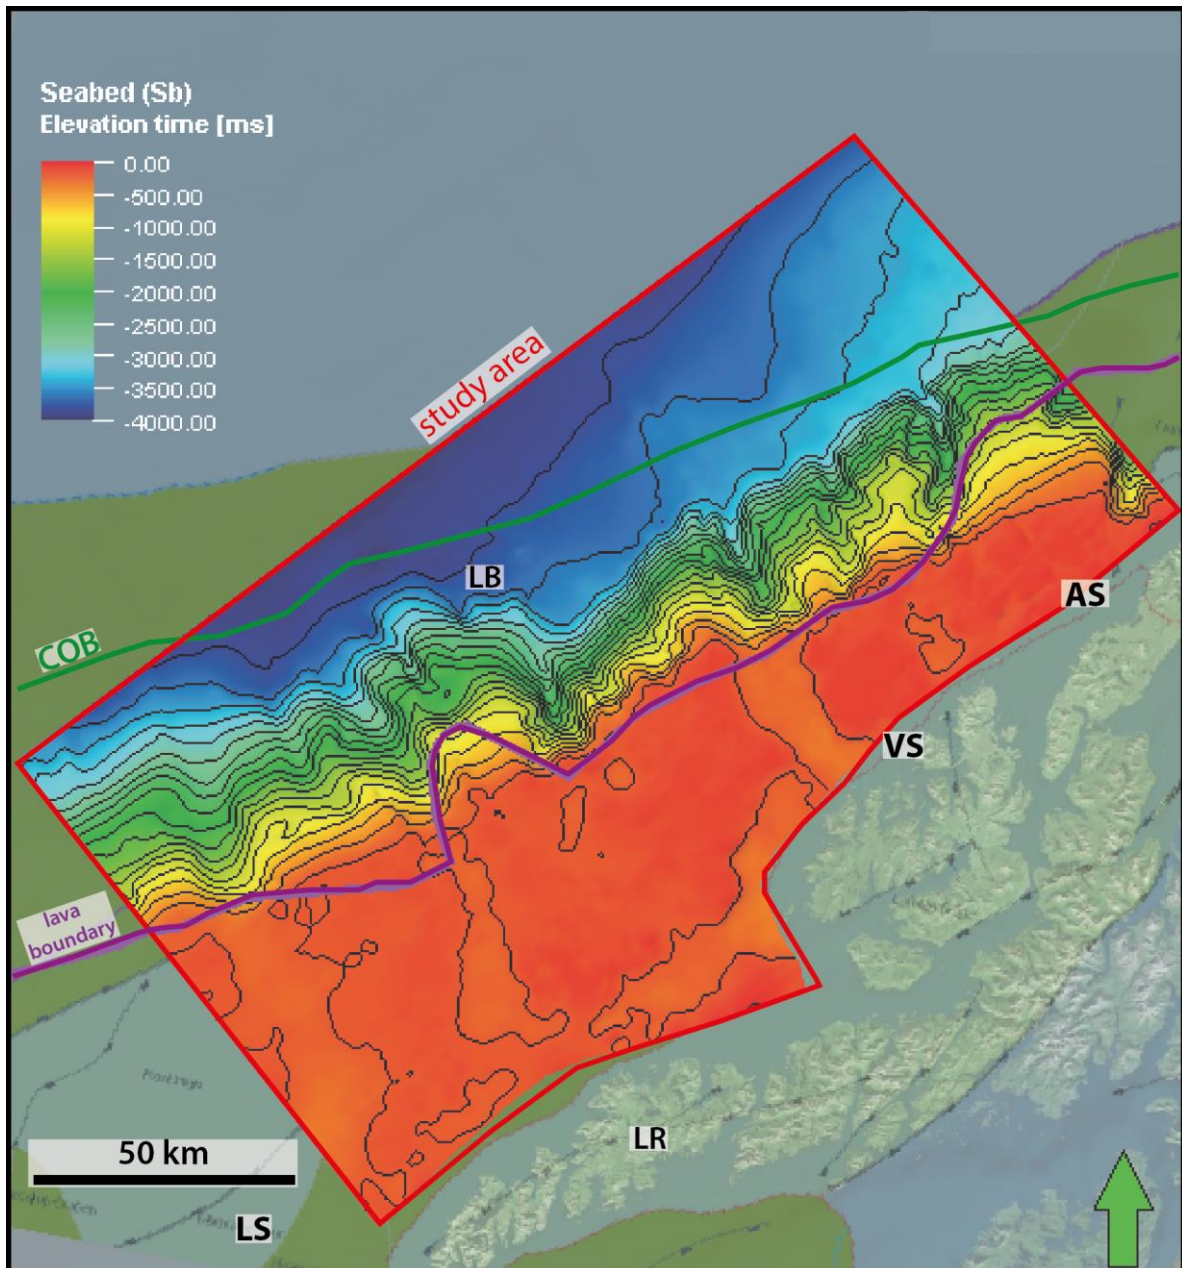 Seabed (Sb)
Elevation time [ms]
0.00
-500.00
-1000.00
-1500.00
-2000.00
-2500.00
-3000.00
-3500.00
-4000.00
study area
LB
AS
COB
VS
lava
boundary
LR
50 km
LS